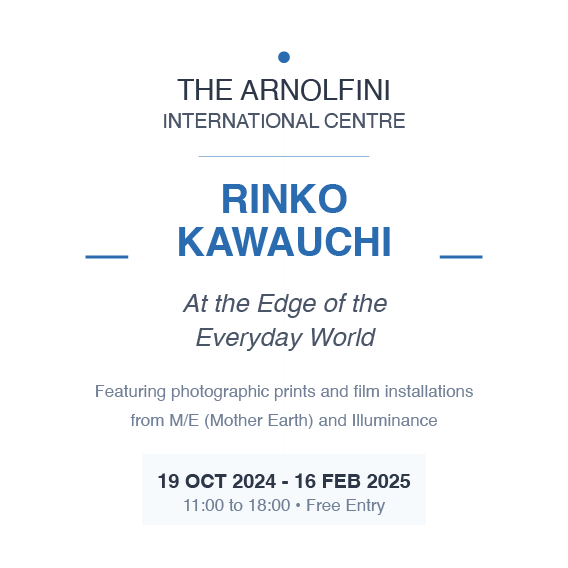 THE ARNOLFINI
INTERNATIONAL CENTRE
RINKO
KAWAUCHI
At the Edge of the
Everyday World
Featuring photographic prints and film installations
from M/E (Mother Earth) and Illuminance
19 OCT 2024 - 16 FEB 2025
11:00 to 18:00 • Free Entry